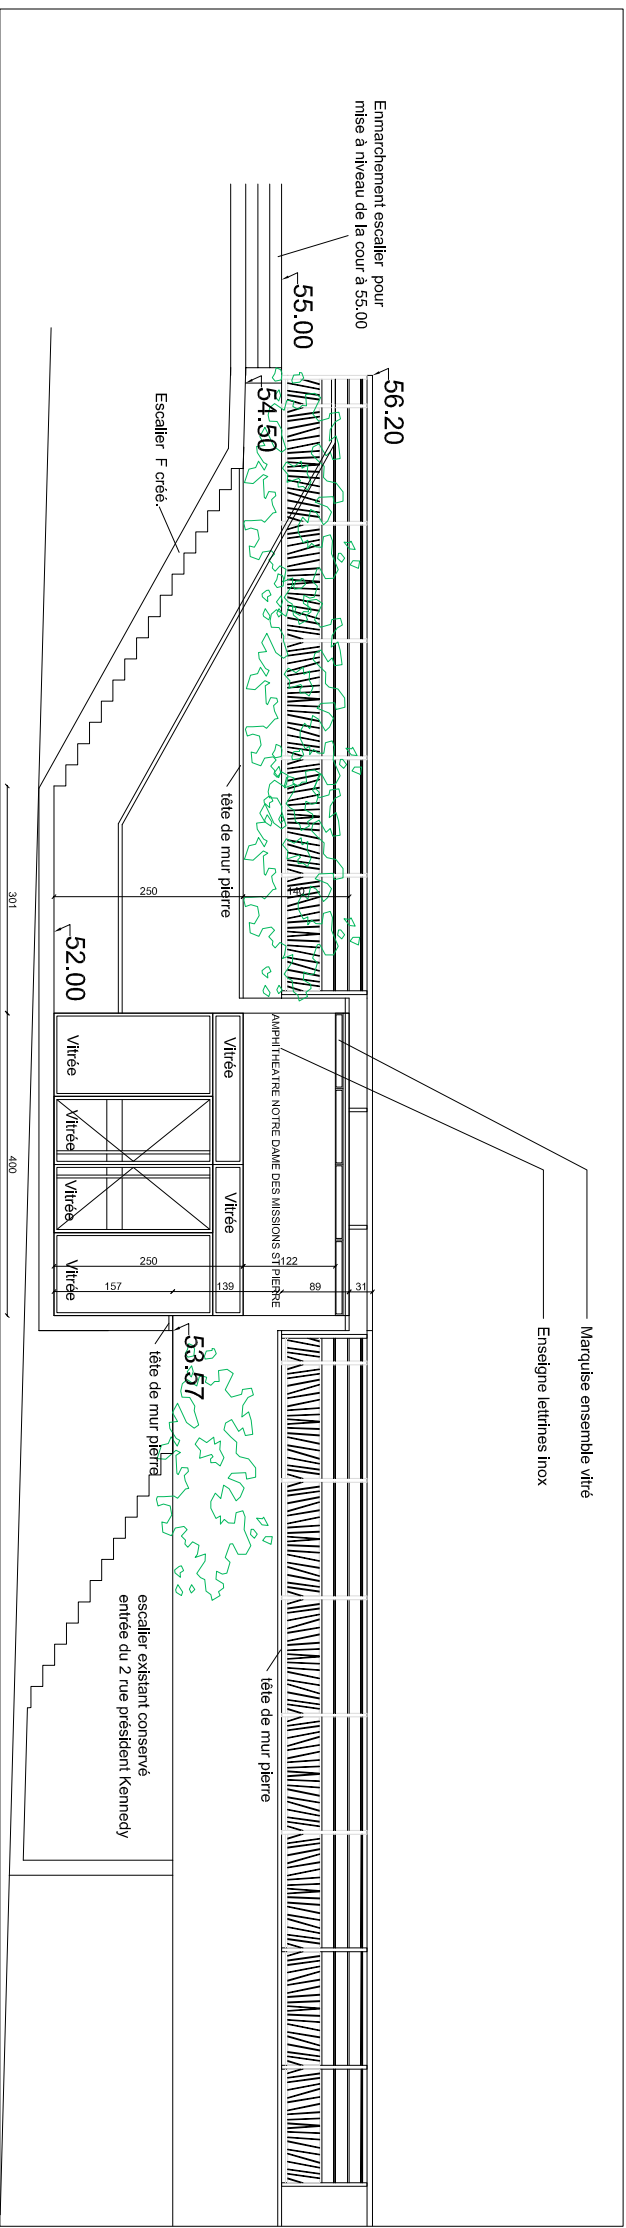 Marquise ensemble vitré
Enseigne lettrines inox
Enmarchement escalier pour
mise à niveau de la cour à 55.00
56.20
55.00
54.50
Escalier F créé.
tête de mur pierre
250
52.00
301
400
AMPHITHEATRE NOTRE DAME DES MISSIONS ST PIERRE
Vitrée
Vitrée
Vitrée
Vitrée
Vitrée
Vitrée
250
122
157
139
89
31
53.57
tête de mur pierre
tête de mur pierre
escalier existant conservé
entrée du 2 rue président Kennedy